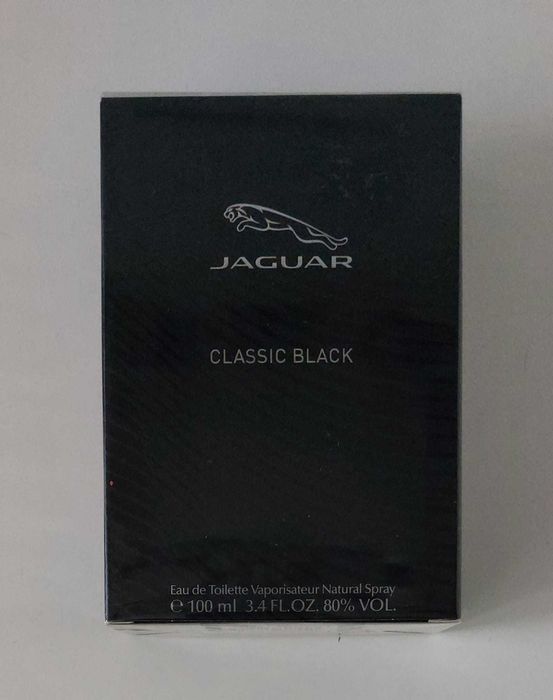 JAGUAR
CLASSIC BLACK
Eau de Toilette Vaporisateur Natural Spray
℮ 100 ml 3.4 FL.OZ. 80% VOL.